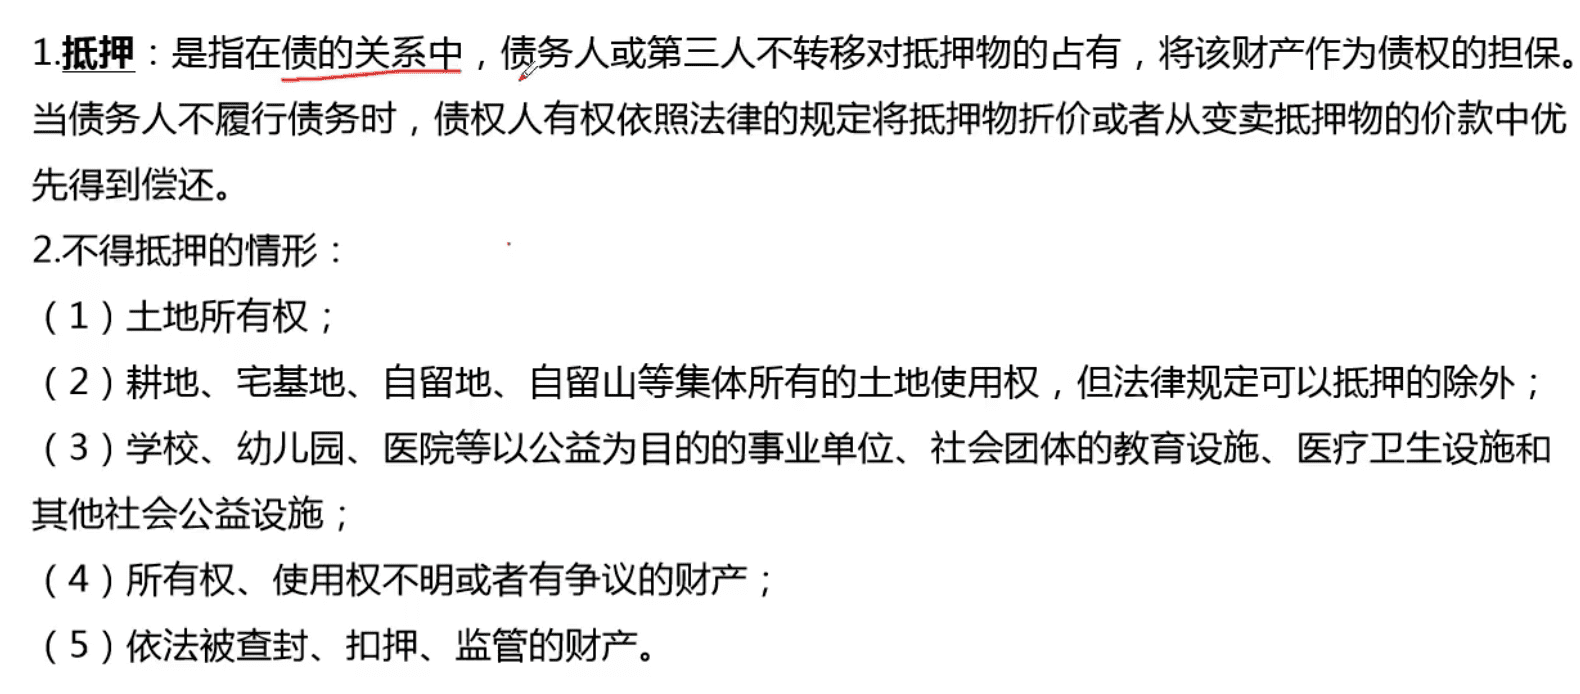 1.抵押：是指在债的关系中，债务人或第三人不转移对抵押物的占有，将该财产作为债权的担保。
当债务人不履行债务时，债权人有权依照法律的规定将抵押物折价或者从变卖抵押物的价款中优
先得到偿还。
2.不得抵押的情形：
（1）土地所有权；
（2）耕地、宅基地、自留地、自留山等集体所有的土地使用权，但法律规定可以抵押的除外；
（3）学校、幼儿园、医院等以公益为目的的事业单位、社会团体的教育设施、医疗卫生设施和
其他社会公益设施；
（4）所有权、使用权不明或者有争议的财产；
（5）依法被查封、扣押、监管的财产。